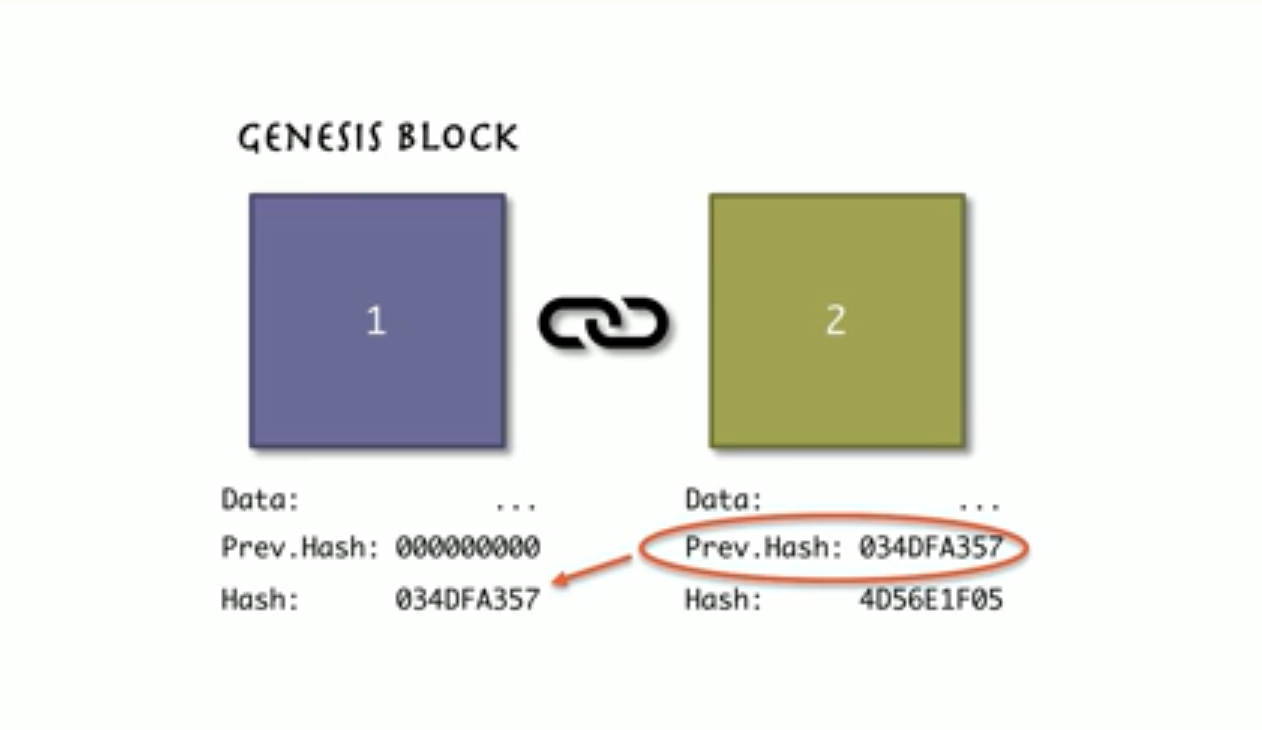 GENESIS BLOCK
1
2
Data: ...
Prev.Hash: 000000000
Hash: 034DFA357
Data: ...
Prev.Hash: 034DFA357
Hash: 4D56E1F05